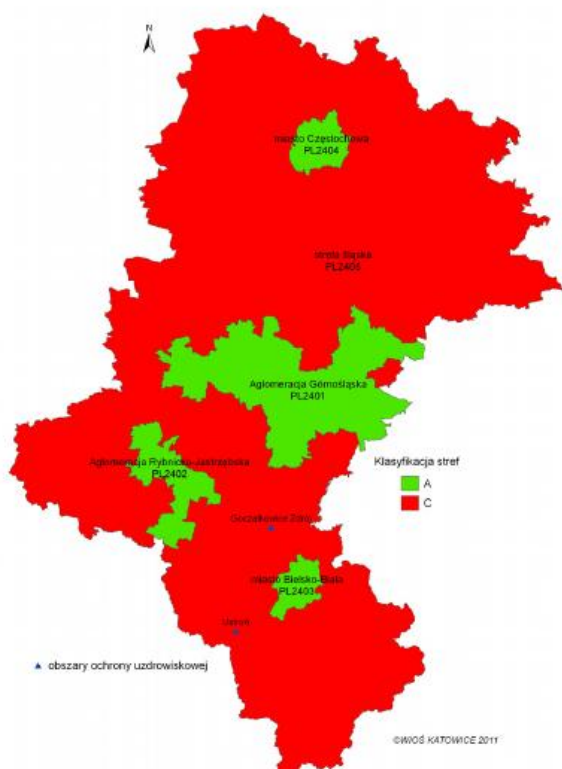 N
miasto Częstochowa
PL2404
strefa śląska
PL2405
Aglomeracja Górnośląska
PL2401
Aglomeracja Rybnicko-Jastrzębska
PL2402
Klasyfikacja stref
A
C
Goczałkowice Zdrój
miasto Bielsko-Biała
PL2403
Ustroń
obszary ochrony uzdrowiskowej
©WIOŚ KATOWICE 2011